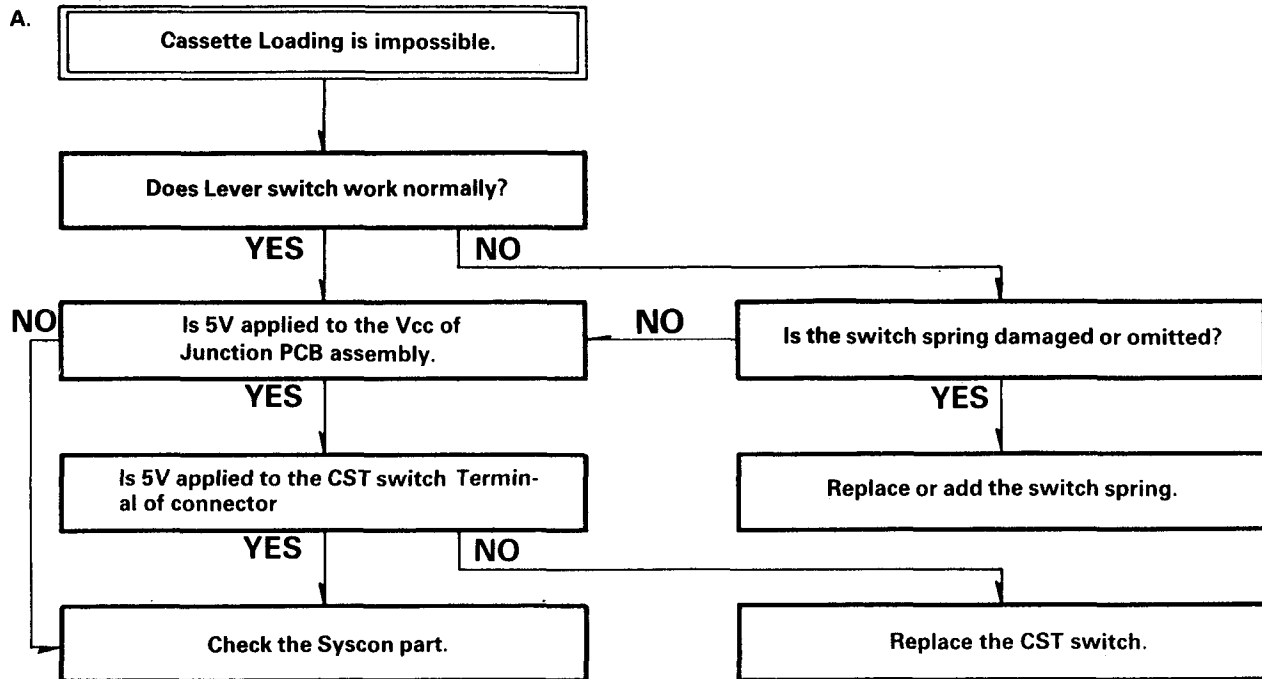 A.
Cassette Loading is impossible.
Does Lever switch work normally?
YES
NO
NO
Is 5V applied to the Vcc of
Junction PCB assembly.
NO
Is the switch spring damaged or omitted?
YES
YES
Is 5V applied to the CST switch Termin-
al of connector
Replace or add the switch spring.
YES
NO
Check the Syscon part.
Replace the CST switch.